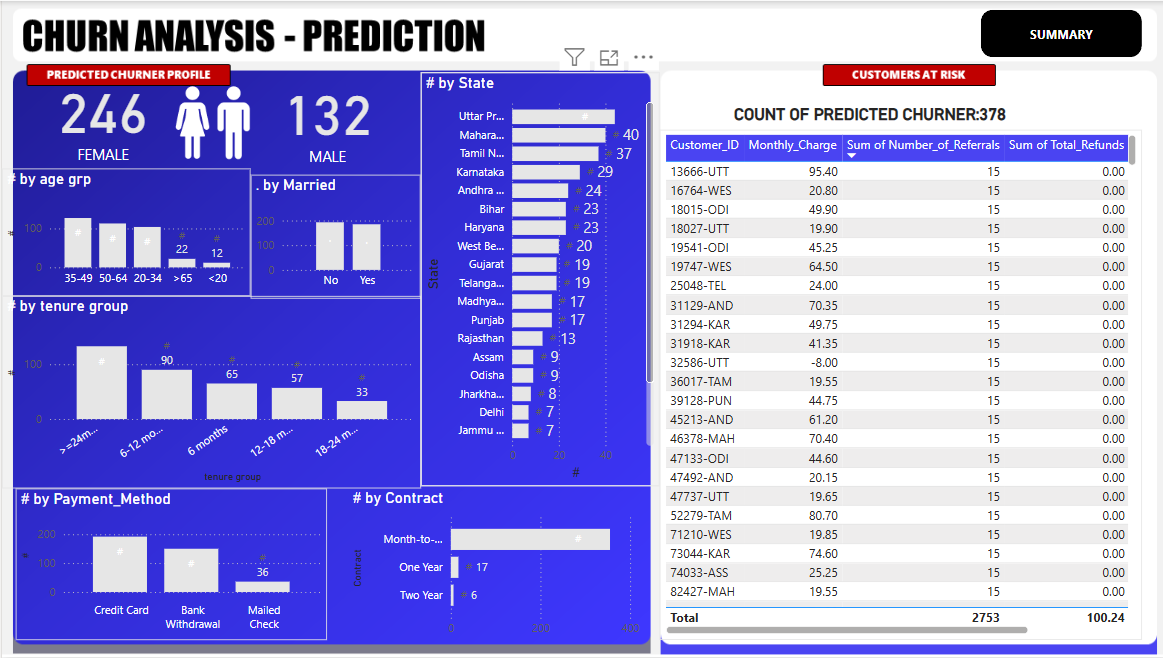 CHURN ANALYSIS - PREDICTION
SUMMARY
PREDICTED CHURNER PROFILE
246
FEMALE
132
MALE
# by age grp
#
100
0
#
#
#
#
22
#
12
35-49 50-64 20-34 >65 <20
. by Married
200
100
0
No Yes
# by tenure group
#
100
0
#
#
90
#
65
#
57
#
33
>=24m...
6-12 mo...
6 months
12-18 m...
18-24 m...
tenure group
# by State
State
Uttar Pr... #
Mahara... # 40
Tamil N... # 37
Karnataka # 29
Andhra ... # 24
Bihar # 23
Haryana # 23
West Be... # 20
Gujarat # 19
Telanga... # 19
Madhya... # 17
Punjab # 17
Rajasthan # 13
Assam # 9
Odisha # 9
Jharkha... # 8
Delhi # 7
Jammu ... # 7
0 20 40
#
# by Payment_Method
#
200
100
0
#
#
#
36
Credit Card
Bank
Withdrawal
Mailed
Check
# by Contract
Contract
Month-to-... #
One Year # 17
Two Year # 6
0 200 400
CUSTOMERS AT RISK
COUNT OF PREDICTED CHURNER:378
Customer_ID Monthly_Charge Sum of Number_of_Referrals Sum of Total_Refunds
13666-UTT 95.40 15 0.00
16764-WES 20.80 15 0.00
18015-ODI 49.90 15 0.00
18027-UTT 19.90 15 0.00
19541-ODI 45.25 15 0.00
19747-WES 64.50 15 0.00
25048-TEL 24.00 15 0.00
31129-AND 70.35 15 0.00
31294-KAR 49.75 15 0.00
31918-KAR 41.35 15 0.00
32586-UTT -8.00 15 0.00
36017-TAM 19.55 15 0.00
39128-PUN 44.75 15 0.00
45213-AND 61.20 15 0.00
46378-MAH 70.40 15 0.00
47133-ODI 44.60 15 0.00
47492-AND 20.15 15 0.00
47737-UTT 19.65 15 0.00
52279-TAM 80.70 15 0.00
71210-WES 19.85 15 0.00
73044-KAR 74.60 15 0.00
74033-ASS 25.25 15 0.00
82427-MAH 19.55 15 0.00
Total 2753 100.24